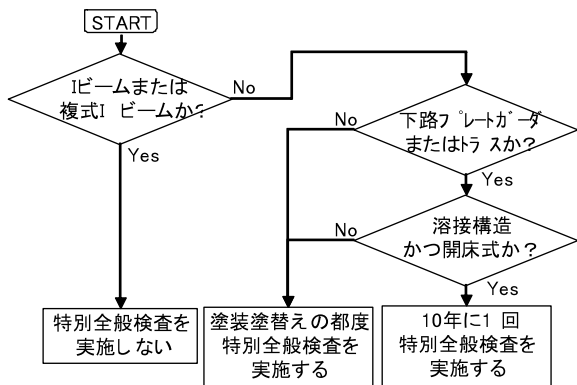 START
Iビームまたは
複式I ビームか?
No
Yes
下路プレートガーダ
またはトラスか?
No
Yes
溶接構造
かつ開床式か?
No
Yes
特別全般検査を
実施しない
塗装塗替えの都度
特別全般検査を
実施する
10年に1 回
特別全般検査を
実施する